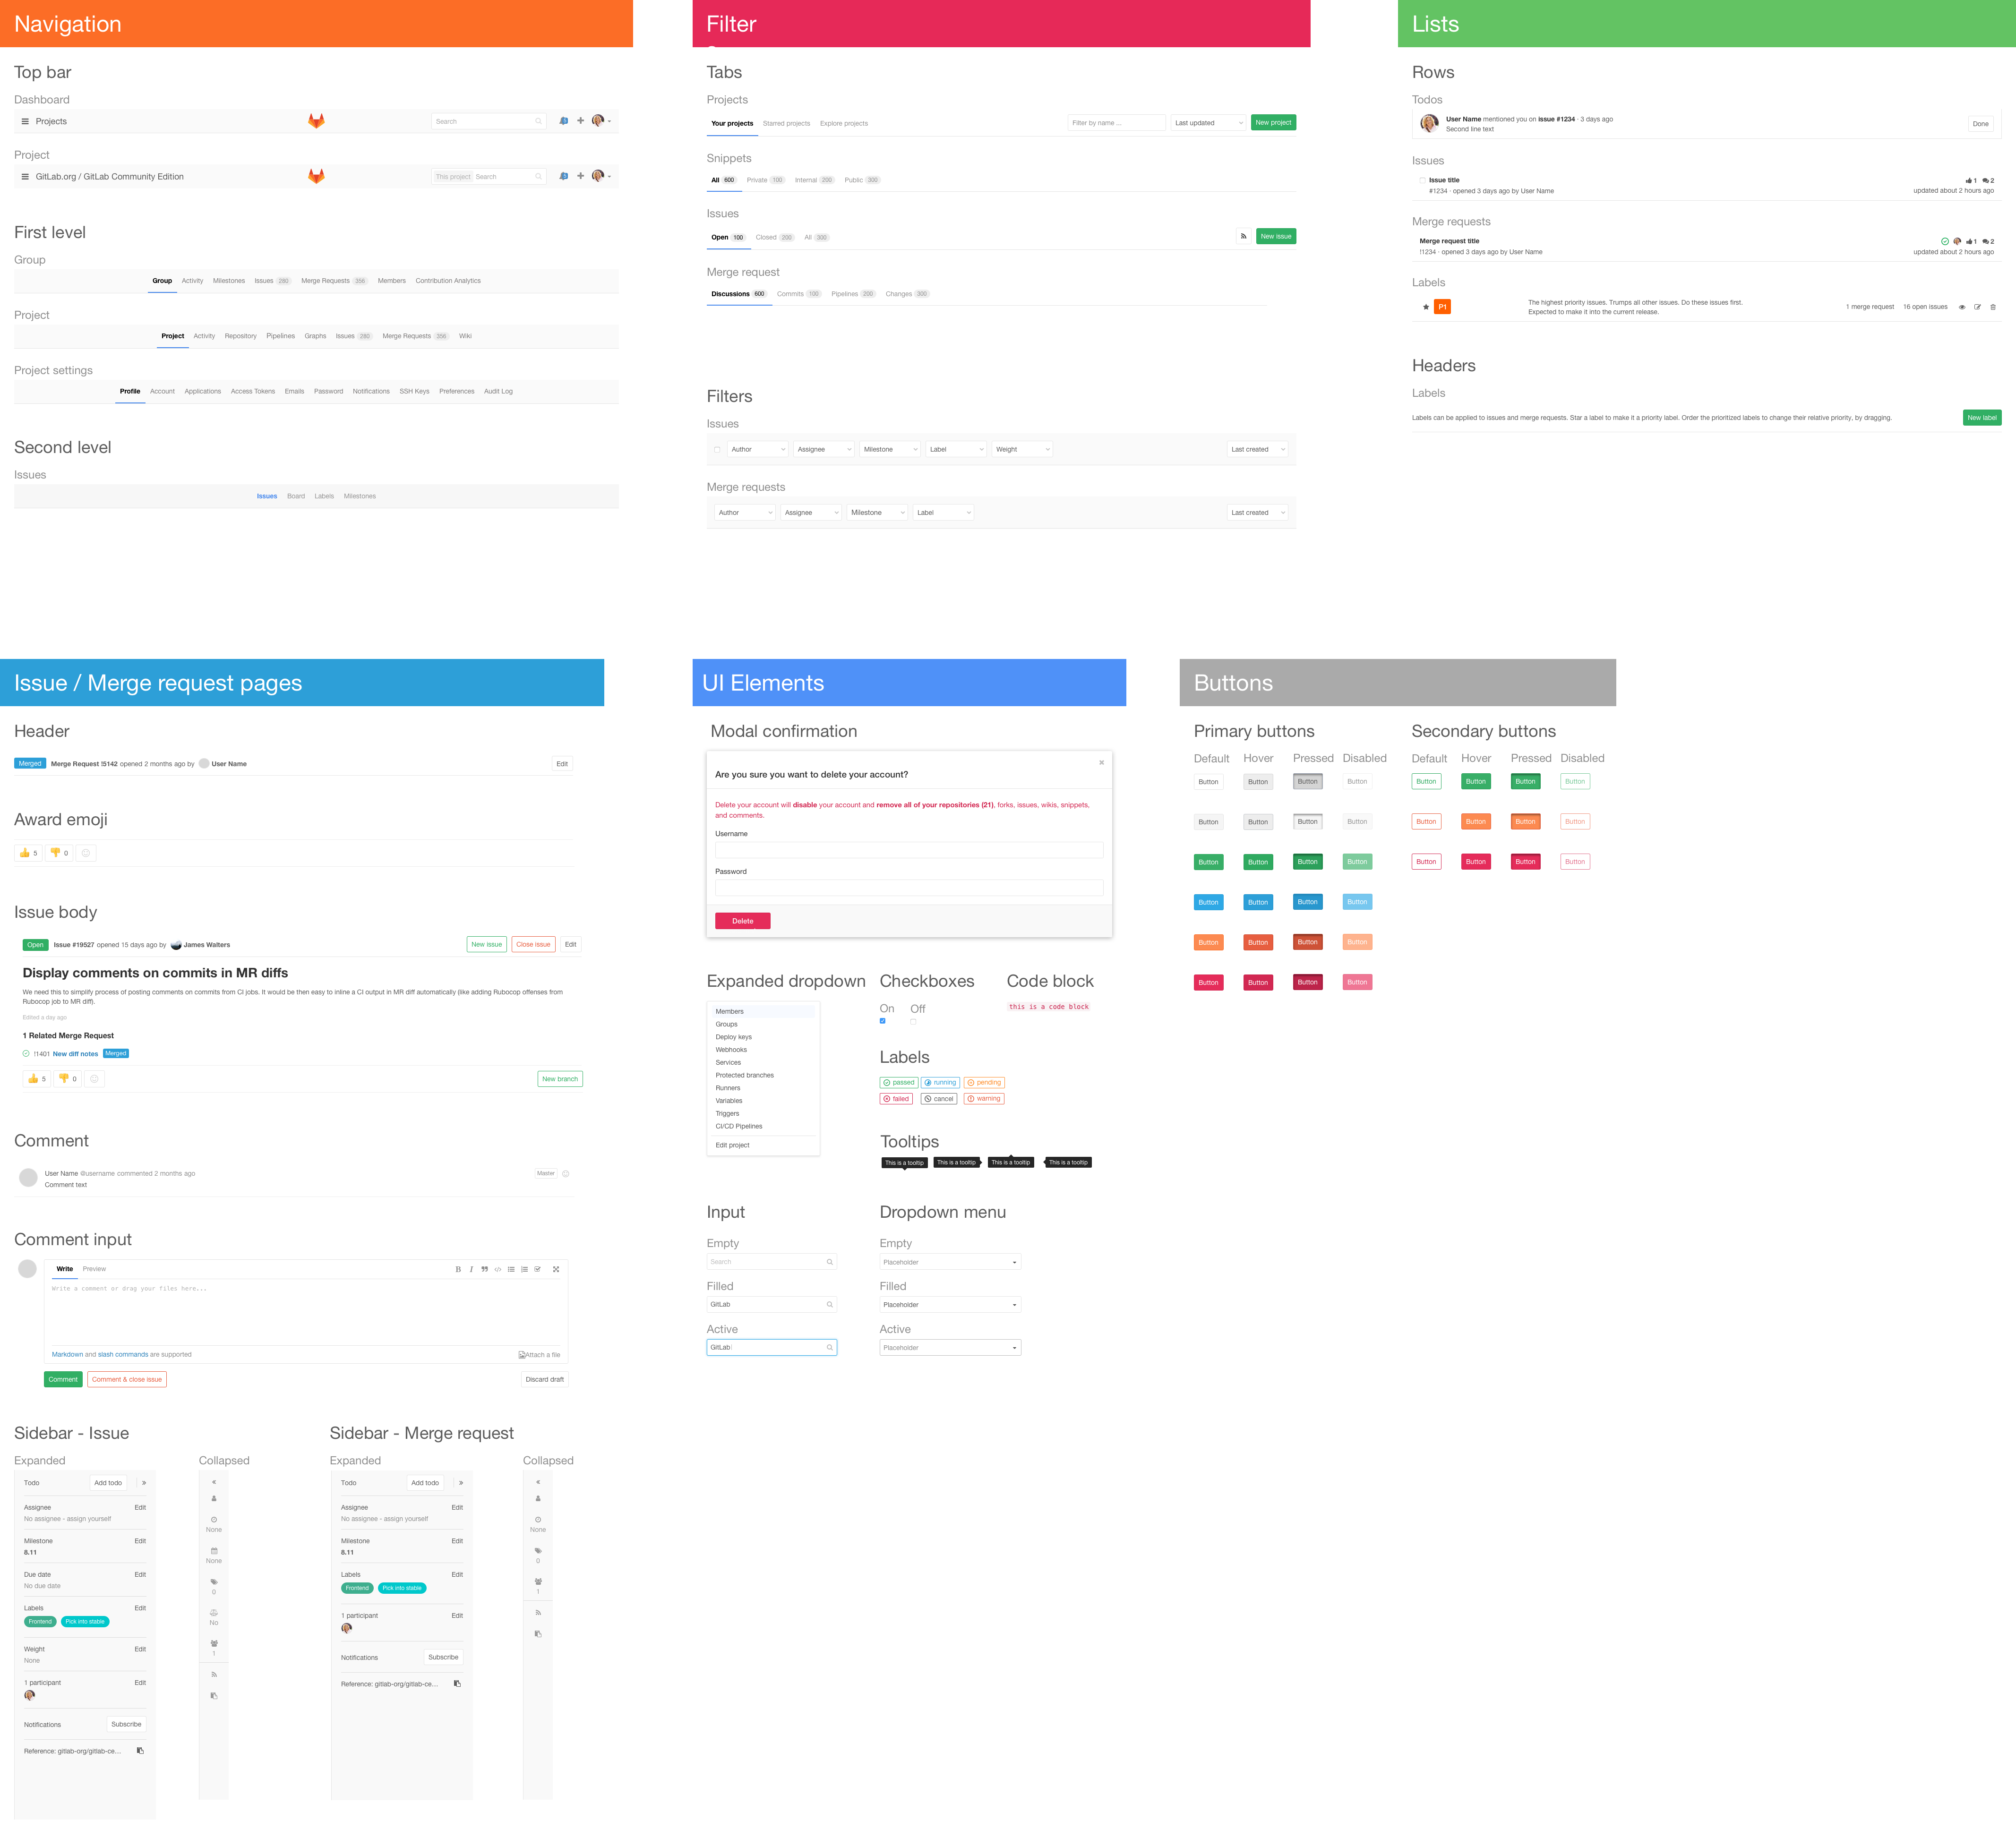 Navigation
Top bar
Dashboard
Projects
Search
Project
GitLab.org / GitLab Community Edition
This project Search
First level
Group
Group Activity Milestones Issues 280 Merge Requests 356 Members Contribution Analytics
Project
Project Activity Repository Pipelines Graphs Issues 280 Merge Requests 356 Wiki
Project settings
Profile Account Applications Access Tokens Emails Password Notifications SSH Keys Preferences Audit Log
Second level
Issues
Issues Board Labels Milestones
Filter
Tabs
Projects
Your projects Starred projects Explore projects Filter by name ... Last updated New project
Snippets
All 600 Private 100 Internal 200 Public 300
Issues
Open 100 Closed 200 All 300 New issue
Merge request
Discussions 600 Commits 100 Pipelines 200 Changes 300
Filters
Issues
Author Assignee Milestone Label Weight Last created
Merge requests
Author Assignee Milestone Label Last created
Lists
Rows
Todos
User Name mentioned you on issue #1234 · 3 days ago
Second line text
Done
Issues
Issue title 1 2
#1234 · opened 3 days ago by User Name updated about 2 hours ago
Merge requests
Merge request title 1 2
!1234 · opened 3 days ago by User Name updated about 2 hours ago
Labels
P1
The highest priority issues. Trumps all other issues. Do these issues first.
Expected to make it into the current release.
1 merge request 16 open issues
Headers
Labels
Labels can be applied to issues and merge requests. Star a label to make it a priority label. Order the prioritized labels to change their relative priority, by dragging. New label
Issue / Merge request pages
Header
Merged Merge Request !5142 opened 2 months ago by User Name Edit
Award emoji
5 0
Issue body
Open Issue #19527 opened 15 days ago by James Walters New issue Close issue Edit
Display comments on commits in MR diffs
We need this to simplify process of posting comments on commits from CI jobs. It would be then easy to inline a CI output in MR diff automatically (like adding Rubocop offenses from
Rubocop job to MR diff).
Edited a day ago
1 Related Merge Request
!1401 New diff notes Merged
5 0 New branch
Comment
User Name @username commented 2 months ago Master
Comment text
Comment input
Write Preview B I
Write a comment or drag your files here...
Markdown and slash commands are supported Attach a file
Comment Comment & close issue Discard draft
Sidebar - Issue
Expanded
Todo Add todo »
Assignee Edit
No assignee - assign yourself
Milestone Edit
8.11
Due date Edit
No due date
Labels Edit
Frontend Pick into stable
Weight Edit
None
1 participant Edit
Notifications Subscribe
Reference: gitlab-org/gitlab-ce...
Collapsed
«
None
None
0
No
1
Sidebar - Merge request
Expanded
Todo Add todo »
Assignee Edit
No assignee - assign yourself
Milestone Edit
8.11
Labels Edit
Frontend Pick into stable
1 participant Edit
Notifications Subscribe
Reference: gitlab-org/gitlab-ce...
Collapsed
«
None
0
1
UI Elements
Modal confirmation
Are you sure you want to delete your account?
Delete your account will disable your account and remove all of your repositories (21), forks, issues, wikis, snippets,
and comments.
Username
Password
Delete
Expanded dropdown
Members
Groups
Deploy keys
Webhooks
Services
Protected branches
Runners
Variables
Triggers
CI/CD Pipelines
Edit project
Checkboxes
On Off
Code block
this is a code block
Labels
passed running pending
failed cancel warning
Tooltips
This is a tooltip This is a tooltip This is a tooltip This is a tooltip
Input
Empty
Search
Filled
GitLab
Active
GitLab
Dropdown menu
Empty
Placeholder
Filled
Placeholder
Active
Placeholder
Buttons
Primary buttons
Default Hover Pressed Disabled
Button Button Button Button
Button Button Button Button
Button Button Button Button
Button Button Button Button
Button Button Button Button
Button Button Button Button
Secondary buttons
Default Hover Pressed Disabled
Button Button Button Button
Button Button Button Button
Button Button Button Button